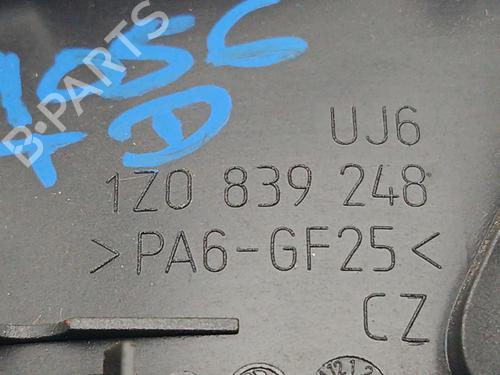 B-PARTS
D
UJ6
1Z0 839 248
>PA6-GF25<
CZ